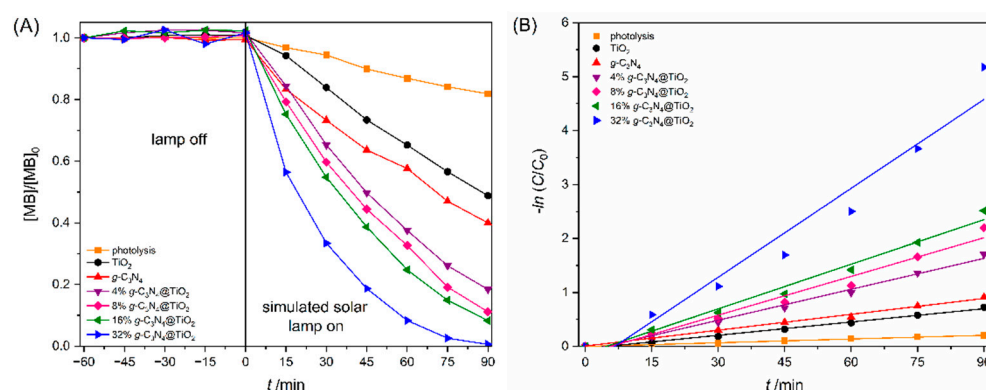 (A)
[MB]/[MB]₀
1.0
0.8
0.6
0.4
0.2
0.0
lamp off
simulated solar
lamp on
photolysis
TiO₂
g-C₃N₄
4% g-C₃N₄@TiO₂
8% g-C₃N₄@TiO₂
16% g-C₃N₄@TiO₂
32% g-C₃N₄@TiO₂
−60 −45 −30 −15 0 15 30 45 60 75 90
t /min
(B)
-ln (C/C₀)
6
5
4
3
2
1
0
photolysis
TiO₂
g-C₃N₄
4% g-C₃N₄@TiO₂
8% g-C₃N₄@TiO₂
16% g-C₃N₄@TiO₂
32% g-C₃N₄@TiO₂
0 15 30 45 60 75 90
t /min